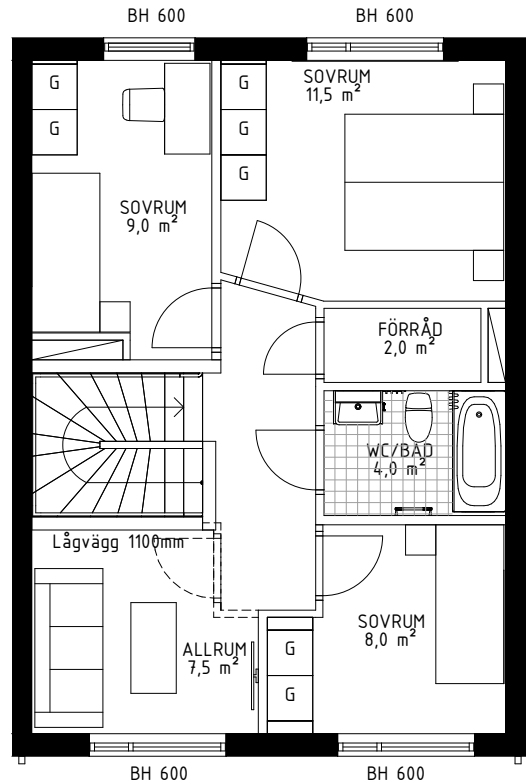 BH 600
BH 600
G
G
G
G
G
SOVRUM
11,5 m²
SOVRUM
9,0 m²
FÖRRÅD
2,0 m²
WC/BAD
4,0 m²
Lågvägg 1100mm
ALLRUM
7,5 m²
SOVRUM
8,0 m²
G
G
BH 600
BH 600